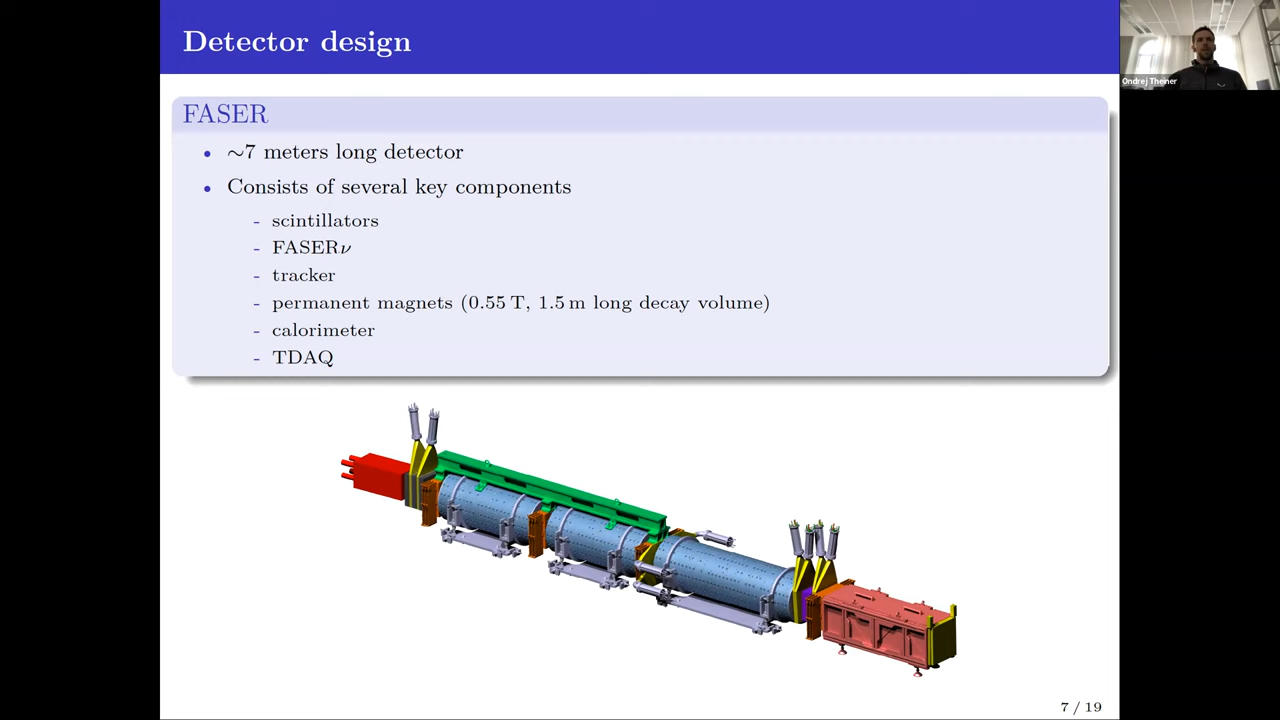 Detector design
Ondrej Theiner
FASER
• ∼7 meters long detector
• Consists of several key components
- scintillators
- FASERν
- tracker
- permanent magnets (0.55 T, 1.5 m long decay volume)
- calorimeter
- TDAQ
7 / 19